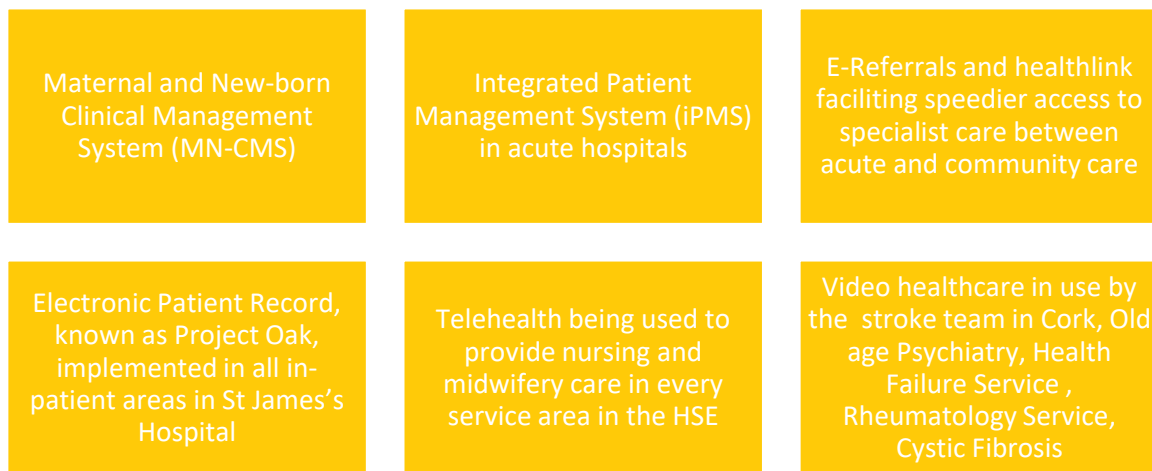 Maternal and New-born
Clinical Management
System (MN-CMS)
Integrated Patient
Management System (iPMS)
in acute hospitals
E-Referrals and healthlink
faciliting speedier access to
specialist care between
acute and community care
Electronic Patient Record,
known as Project Oak,
implemented in all in-
patient areas in St James’s
Hospital
Telehealth being used to
provide nursing and
midwifery care in every
service area in the HSE
Video healthcare in use by
the stroke team in Cork, Old
age Psychiatry, Health
Failure Service ,
Rheumatology Service,
Cystic Fibrosis